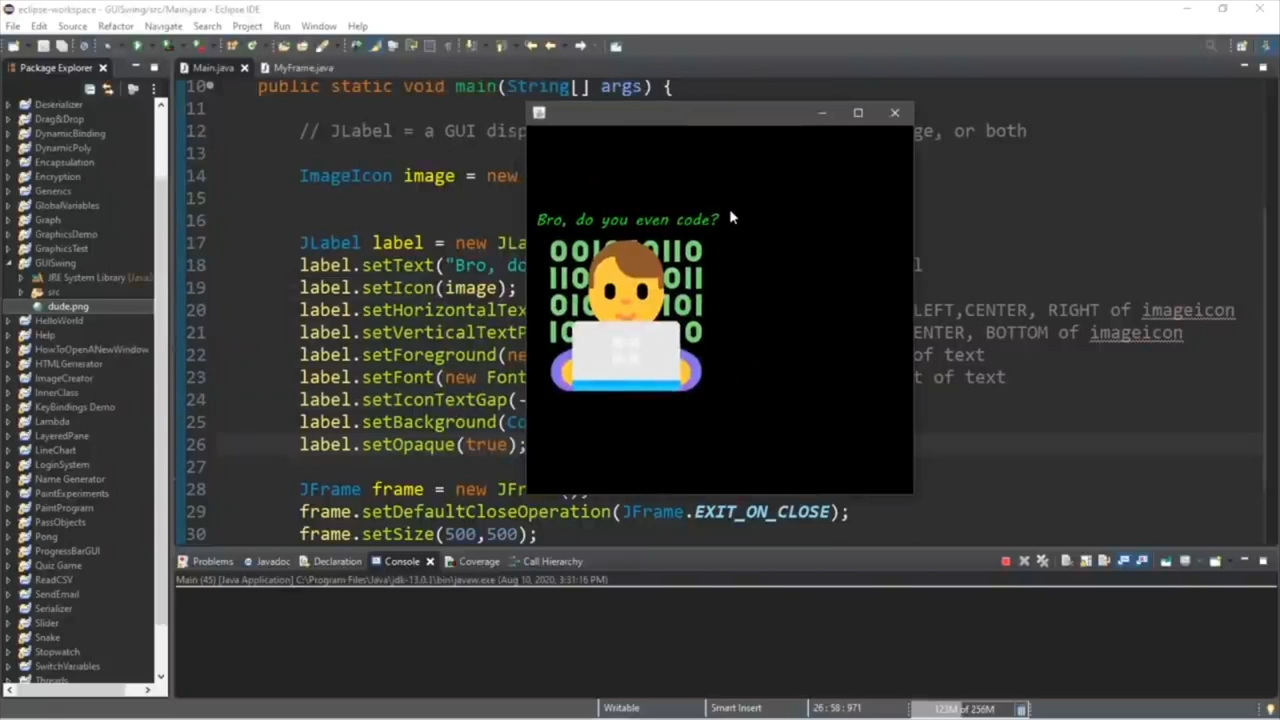 eclipse-workspace - GUISwing/src/Main.java - Eclipse IDE
File Edit Source Refactor Navigate Search Project Run Window Help
Package Explorer
Main.java
MyFrame.java
Deserializer
Drag&Drop
DynamicBinding
DynamicPoly
Encapsulation
Encryption
Generics
GlobalVariables
Graph
GraphicsDemo
GraphicsTest
GUISwing
JRE System Library [Java
src
dude.png
HelloWorld
Help
HowToOpenANewWindow
HTMLGenerator
ImageCreator
InnerClass
KeyBindings Demo
Lambda
LayeredPane
LineChart
LoginSystem
Name Generator
PaintExperiments
PaintProgram
PassObjects
Pong
ProgressBarGUI
Quiz Game
ReadCSV
SendEmail
Serializer
Slider
Snake
Stopwatch
SwitchVariables
Threads
10 public static void main(String[] args) {
11
12 // JLabel = a GUI disp ge, or both
13
14 ImageIcon image = new
15
16
17 JLabel label = new JLa
18 label.setText("Bro, do l
19 label.setIcon(image);
20 label.setHorizontalTex LEFT,CENTER, RIGHT of imageicon
21 label.setVerticalTextP ENTER, BOTTOM of imageicon
22 label.setForeground(ne of text
23 label.setFont(new Font t of text
24 label.setIconTextGap(-
25 label.setBackground(Co
26 label.setOpaque(true);
27
28 JFrame frame = new JFr
29 frame.setDefaultCloseOperation(JFrame.EXIT_ON_CLOSE);
30 frame.setSize(500,500);
Bro, do you even code?
Problems Javadoc Declaration Console Coverage Call Hierarchy
Main (45) [Java Application] C:\Program Files\Java\jdk-13.0.1\bin\javaw.exe (Aug 10, 2020, 3:31:16 PM)
Writable Smart Insert 26 : 58 : 971 123M of 256M